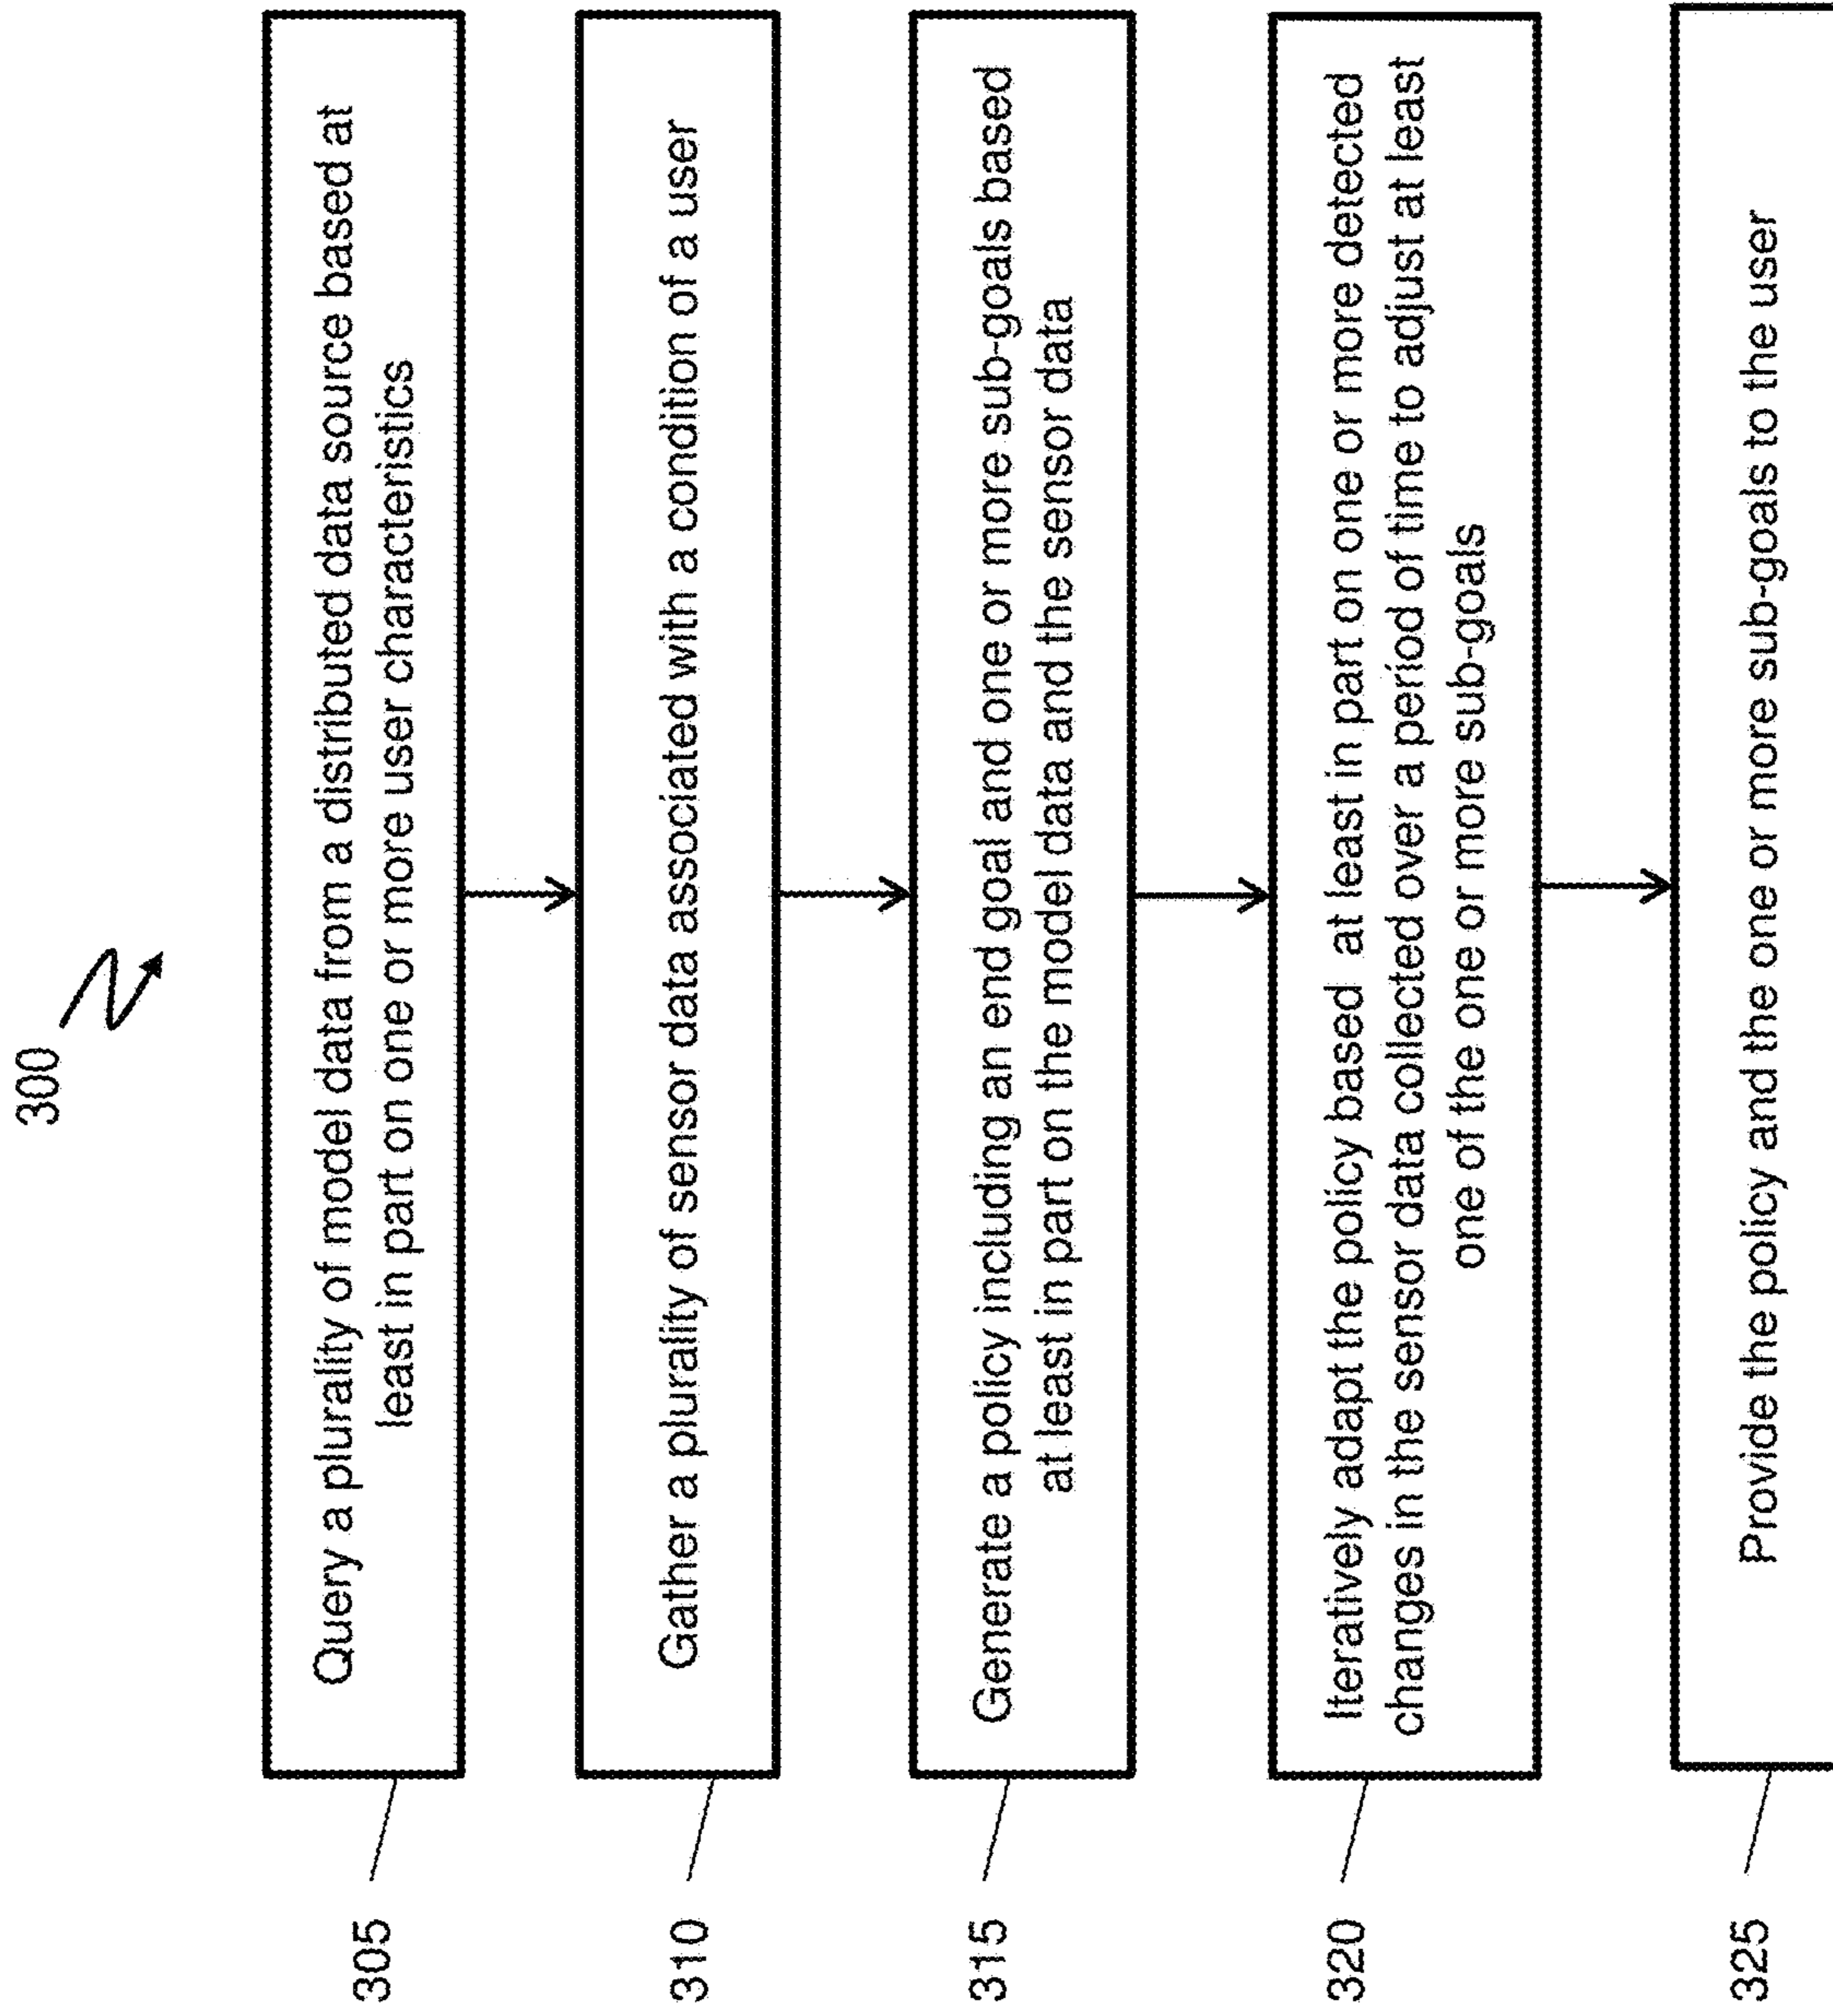 300
305
Query a plurality of model data from a distributed data source based at
least in part on one or more user characteristics
310
Gather a plurality of sensor data associated with a condition of a user
315
Generate a policy including an end goal and one or more sub-goals based
at least in part on the model data and the sensor data
320
Iteratively adapt the policy based at least in part on one or more detected
changes in the sensor data collected over a period of time to adjust at least
one of the one or more sub-goals
325
Provide the policy and the one or more sub-goals to the user